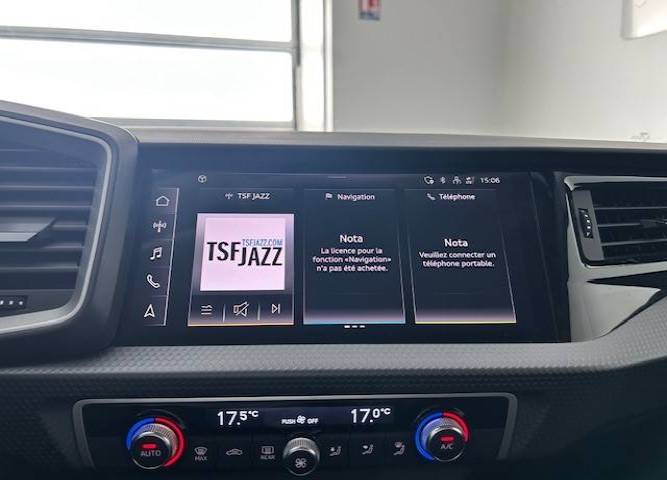 15:06
TSF JAZZ
Navigation
Téléphone
TSFJAZZ.COM
TSF
JAZZ
Nota
La licence pour la
fonction «Navigation»
n'a pas été achetée.
Nota
Veuillez connecter un
téléphone portable.
17.5°C
PUSH OFF
17.0°C
AUTO
MAX
REAR
A/C